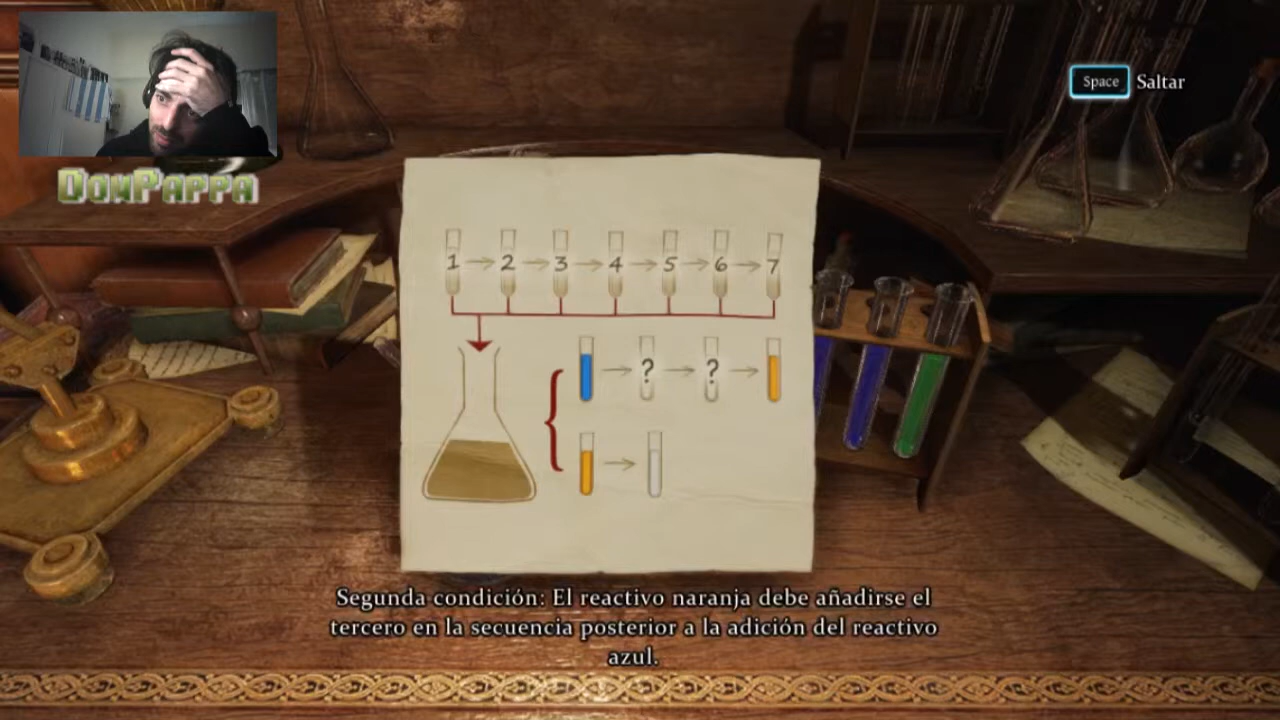 Space Saltar
DomPappa
1 → 2 → 3 → 4 → 5 → 6 → 7
? → ?
Segunda condición: El reactivo naranja debe añadirse el
tercero en la secuencia posterior a la adición del reactivo
azul.